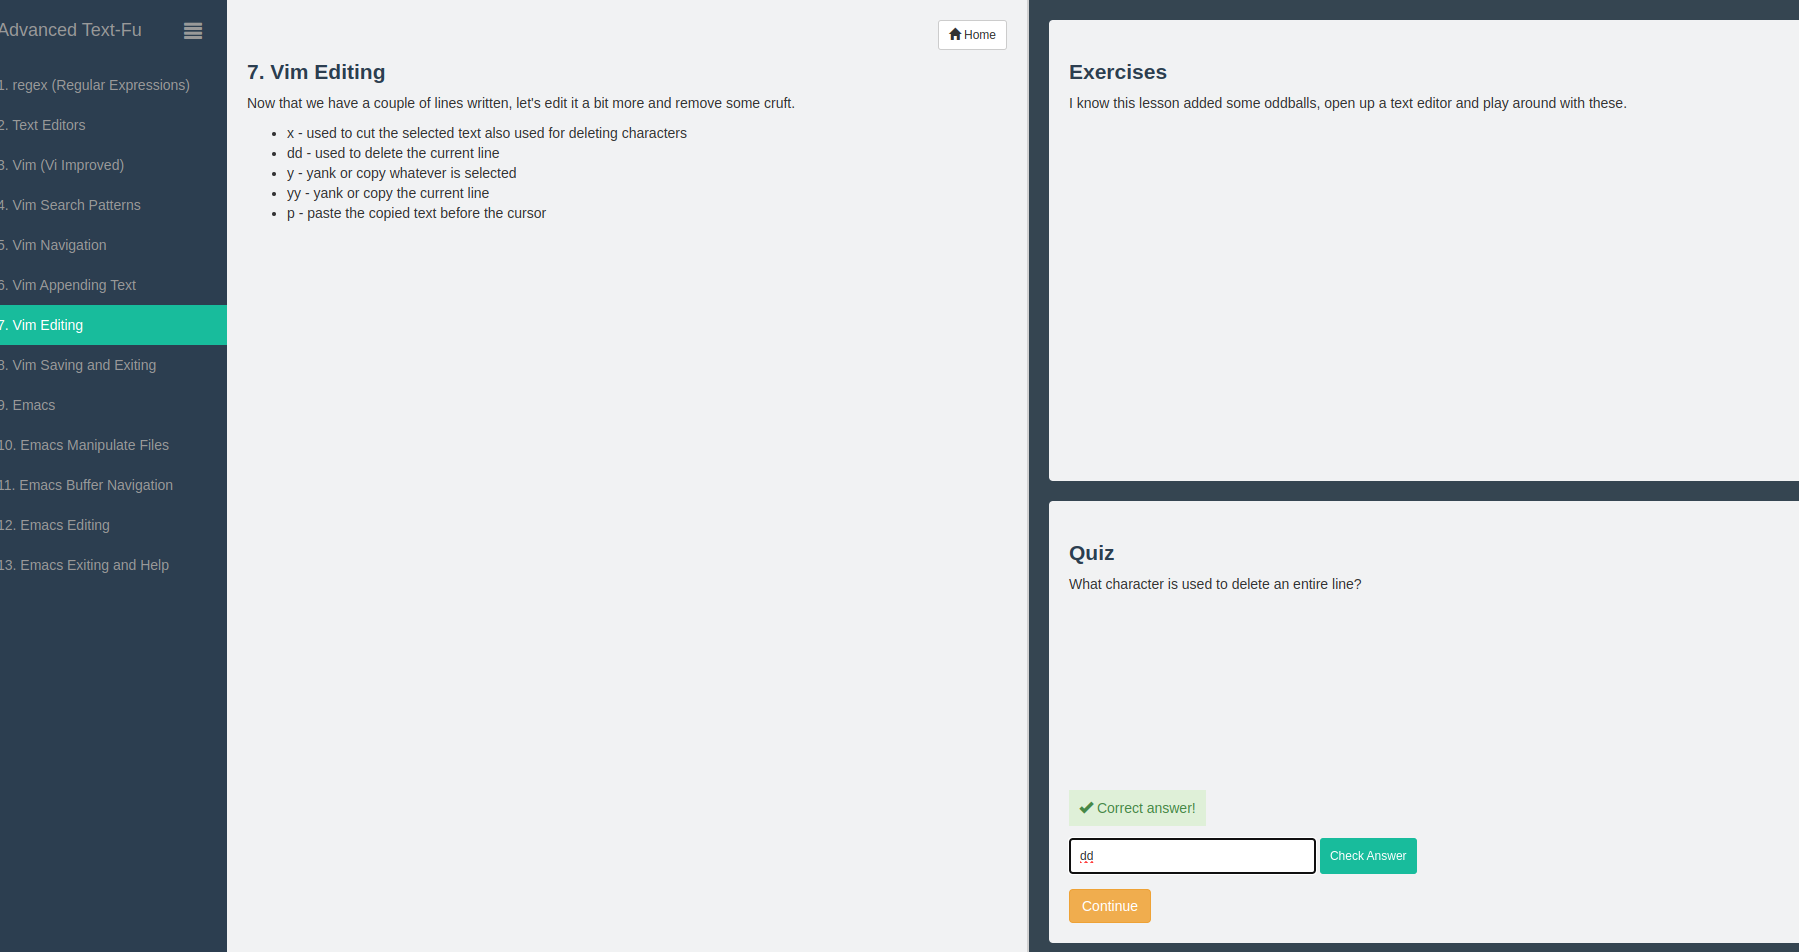 Advanced Text-Fu
1. regex (Regular Expressions)
2. Text Editors
3. Vim (Vi Improved)
4. Vim Search Patterns
5. Vim Navigation
6. Vim Appending Text
7. Vim Editing
8. Vim Saving and Exiting
9. Emacs
10. Emacs Manipulate Files
11. Emacs Buffer Navigation
12. Emacs Editing
13. Emacs Exiting and Help
Home
7. Vim Editing
Now that we have a couple of lines written, let's edit it a bit more and remove some cruft.
• x - used to cut the selected text also used for deleting characters
• dd - used to delete the current line
• y - yank or copy whatever is selected
• yy - yank or copy the current line
• p - paste the copied text before the cursor
Exercises
I know this lesson added some oddballs, open up a text editor and play around with these.
Quiz
What character is used to delete an entire line?
Correct answer!
dd
Check Answer
Continue